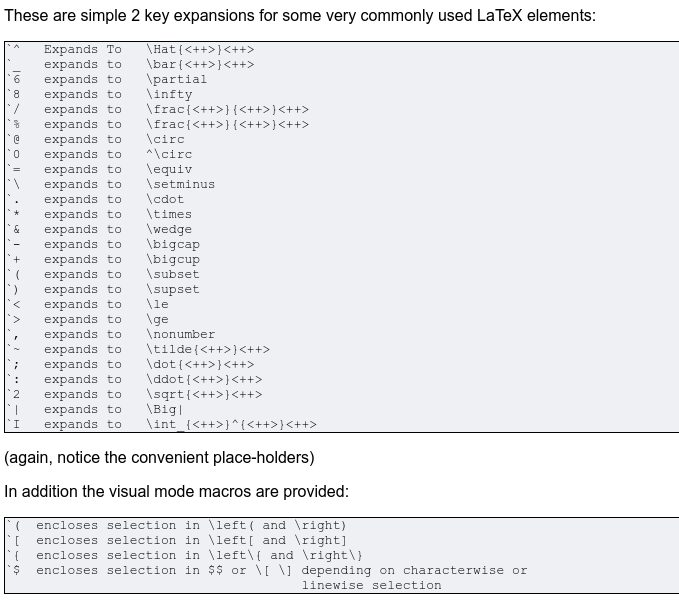 These are simple 2 key expansions for some very commonly used LaTeX elements:
`^   Expands To   \Hat{<++>}<++>
`_   expands to   \bar{<++>}<++>
`6   expands to   \partial
`8   expands to   \infty
`/   expands to   \frac{<++>}{<++>}<++>
`%   expands to   \frac{<++>}{<++>}<++>
`@   expands to   \circ
`0   expands to   ^\circ
`=   expands to   \equiv
`\   expands to   \setminus
`.   expands to   \cdot
`*   expands to   \times
`&   expands to   \wedge
`-   expands to   \bigcap
`+   expands to   \bigcup
`(   expands to   \subset
`)   expands to   \supset
`<   expands to   \le
`>   expands to   \ge
`,   expands to   \nonumber
`~   expands to   \tilde{<++>}<++>
`;   expands to   \dot{<++>}<++>
`:   expands to   \ddot{<++>}<++>
`2   expands to   \sqrt{<++>}<++>
`|   expands to   \Big|
`I   expands to   \int_{<++>}^{<++>}<++>
(again, notice the convenient place-holders)
In addition the visual mode macros are provided:
`(  encloses selection in \left( and \right)
`[  encloses selection in \left[ and \right]
`{  encloses selection in \left\{ and \right\}
`$  encloses selection in $$ or \[ \] depending on characterwise or
linewise selection